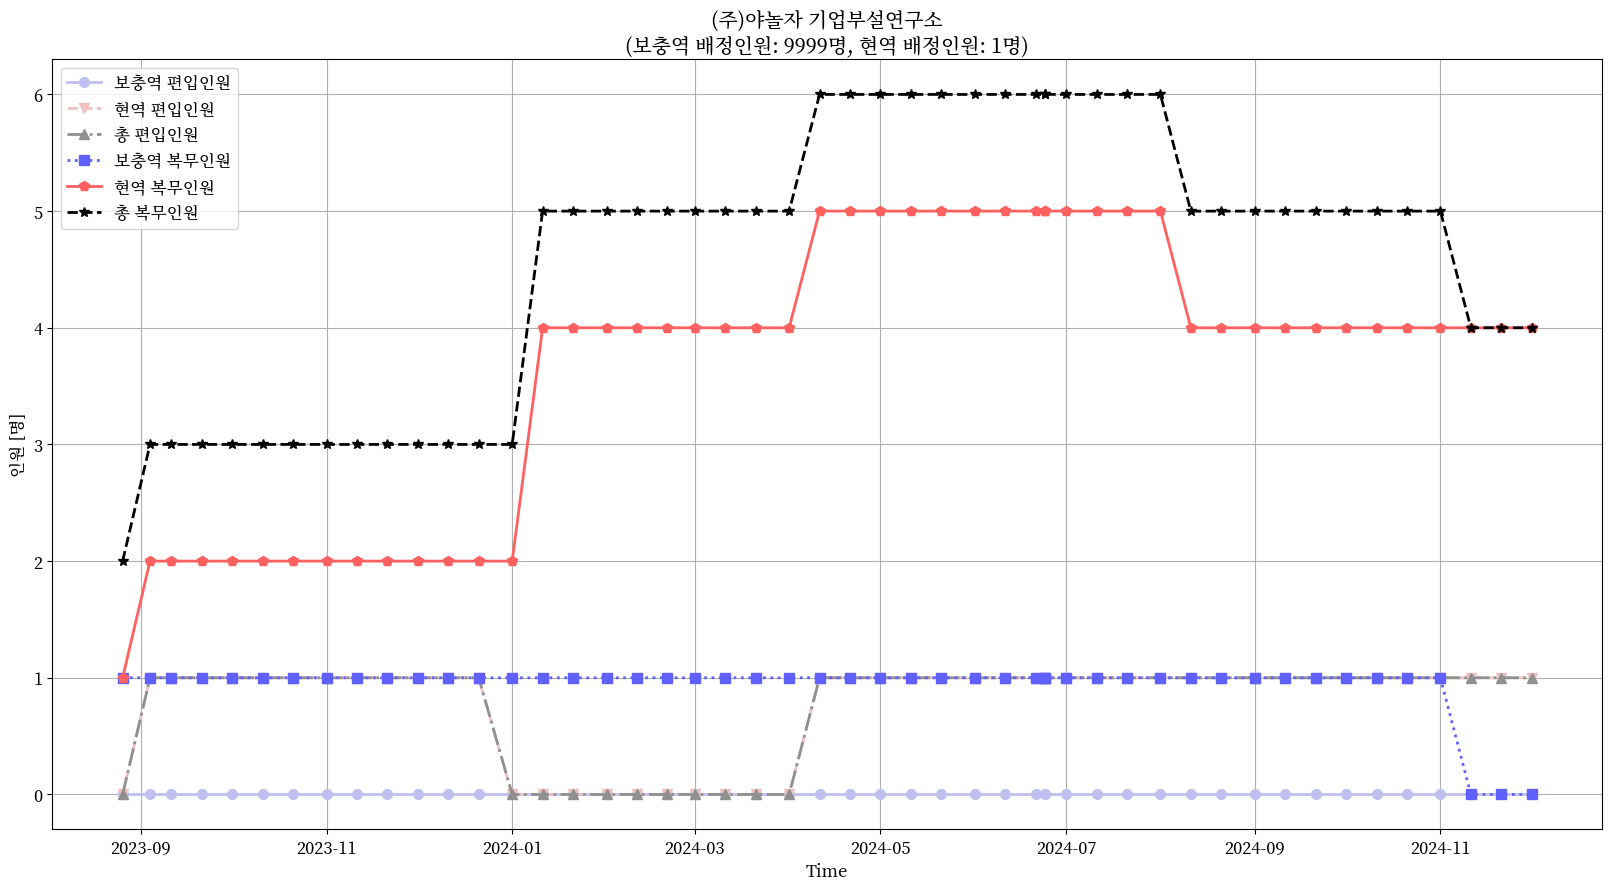 (주)야놀자 기업부설연구소
(보충역 배정인원: 9999명, 현역 배정인원: 1명)
보충역 편입인원
현역 편입인원
총 편입인원
보충역 복무인원
현역 복무인원
총 복무인원
인원 [명]
6
5
4
3
2
1
0
2023-09
2023-11
2024-01
2024-03
2024-05
2024-07
2024-09
2024-11
Time